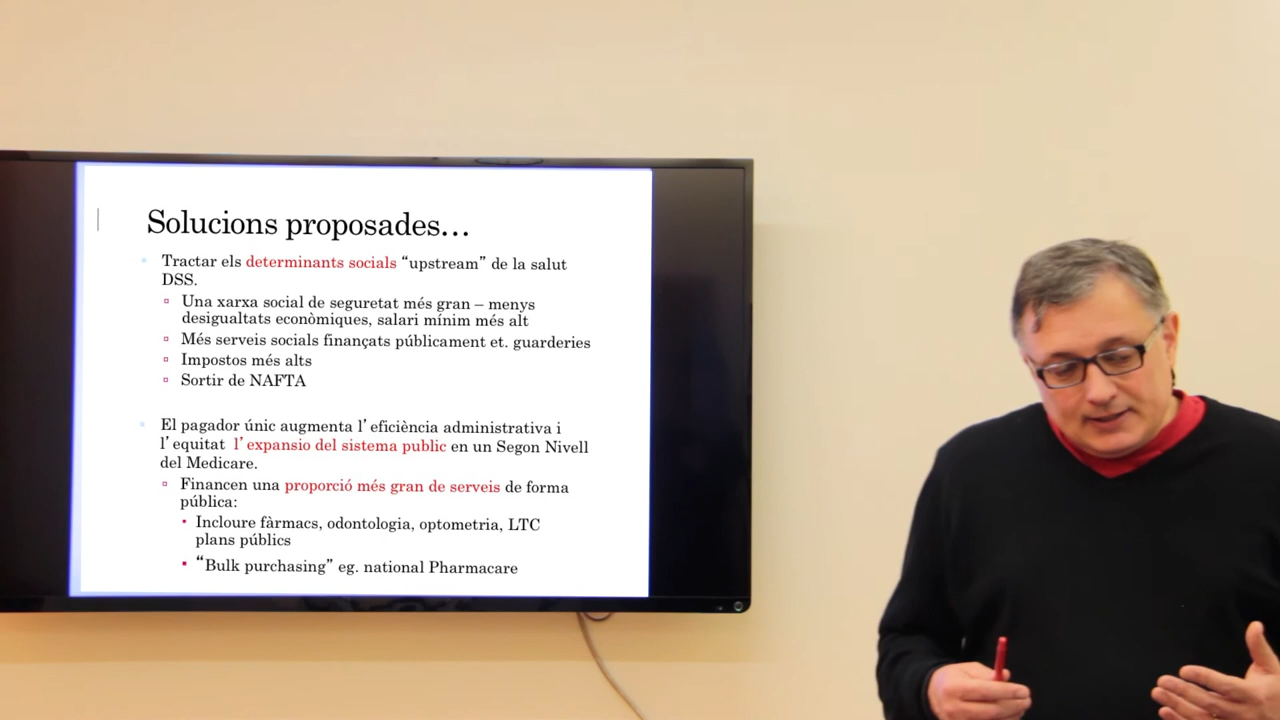 Solucions proposades…
Tractar els determinants socials “upstream” de la salut
DSS.
Una xarxa social de seguretat més gran – menys
desigualtats econòmiques, salari mínim més alt
Més serveis socials finançats públicament et. guarderies
Impostos més alts
Sortir de NAFTA
El pagador únic augmenta l’eficiència administrativa i
l’equitat l’expansio del sistema public en un Segon Nivell
del Medicare.
Financen una proporció més gran de serveis de forma
pública:
Incloure fàrmacs, odontologia, optometria, LTC
plans públics
“Bulk purchasing” eg. national Pharmacare